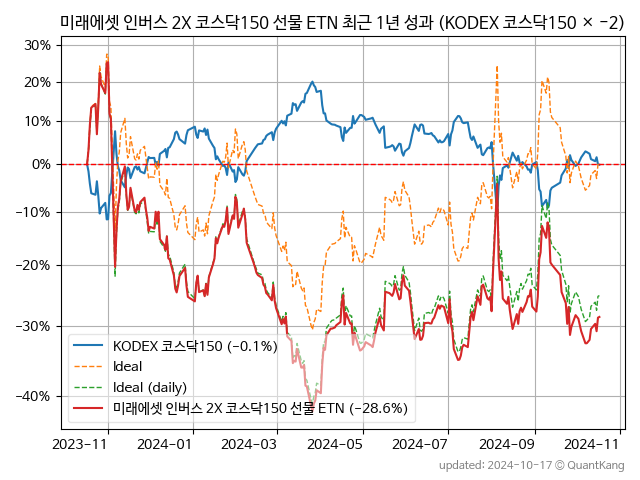 미래에셋 인버스 2X 코스닥150 선물 ETN 최근 1년 성과 (KODEX 코스닥150 × −2)
30%
20%
10%
0%
−10%
−20%
−30%
−40%
KODEX 코스닥150 (−0.1%)
Ideal
Ideal (daily)
미래에셋 인버스 2X 코스닥150 선물 ETN (−28.6%)
2023-11
2024-01
2024-03
2024-05
2024-07
2024-09
2024-11
updated: 2024-10-17 © QuantKang